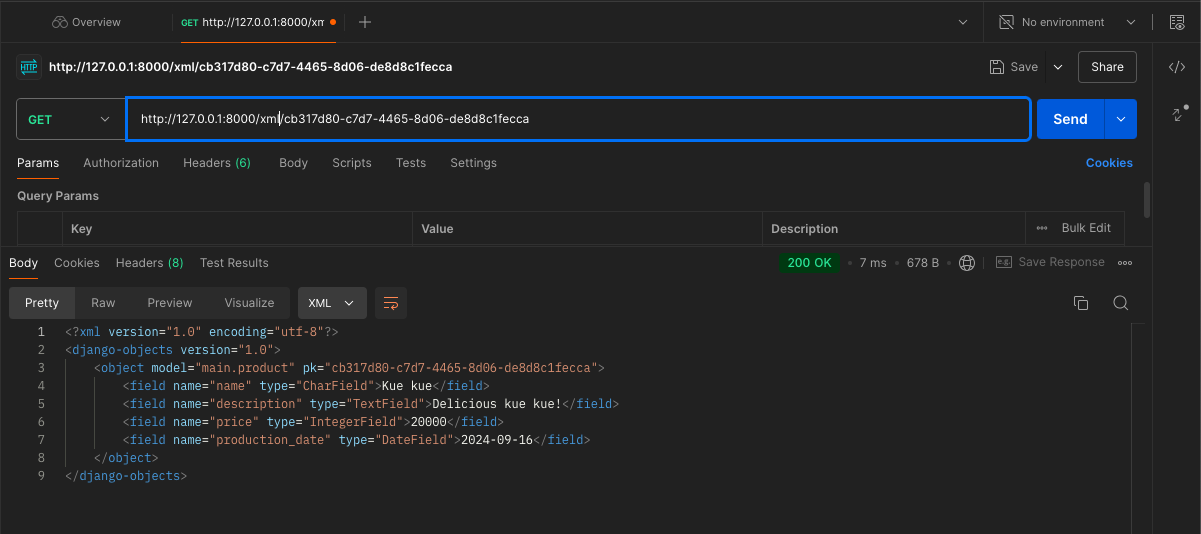 Overview GET http://127.0.0.1:8000/xm No environment
HTTP http://127.0.0.1:8000/xml/cb317d80-c7d7-4465-8d06-de8d8c1fecca Save Share </>
GET http://127.0.0.1:8000/xml/cb317d80-c7d7-4465-8d06-de8d8c1fecca Send
Params Authorization Headers (6) Body Scripts Tests Settings Cookies
Query Params
Key Value Description Bulk Edit
Body Cookies Headers (8) Test Results 200 OK 7 ms 678 B e.g. Save Response
Pretty Raw Preview Visualize XML
1 <?xml version="1.0" encoding="utf-8"?>
2 <django-objects version="1.0">
3 <object model="main.product" pk="cb317d80-c7d7-4465-8d06-de8d8c1fecca">
4 <field name="name" type="CharField">Kue kue</field>
5 <field name="description" type="TextField">Delicious kue kue!</field>
6 <field name="price" type="IntegerField">20000</field>
7 <field name="production_date" type="DateField">2024-09-16</field>
8 </object>
9 </django-objects>